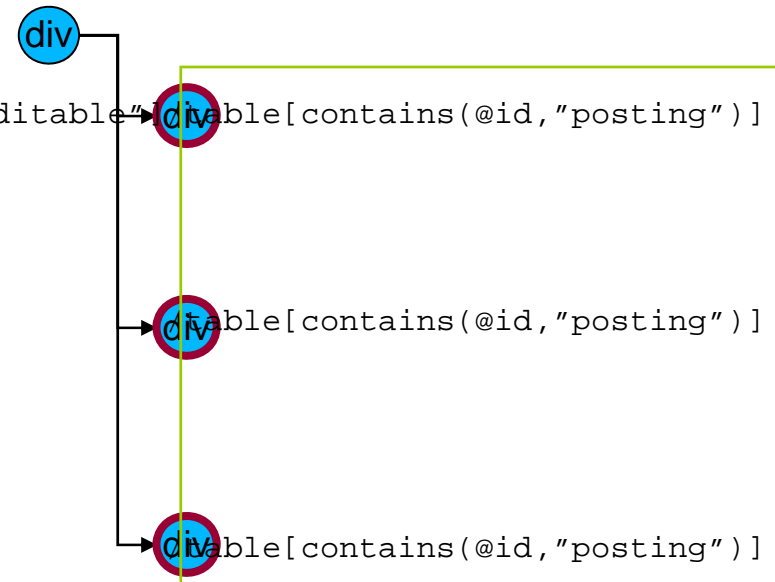 div
ditable"]/table[contains(@id,"posting")]
div
/table[contains(@id,"posting")]
div
/table[contains(@id,"posting")]
div